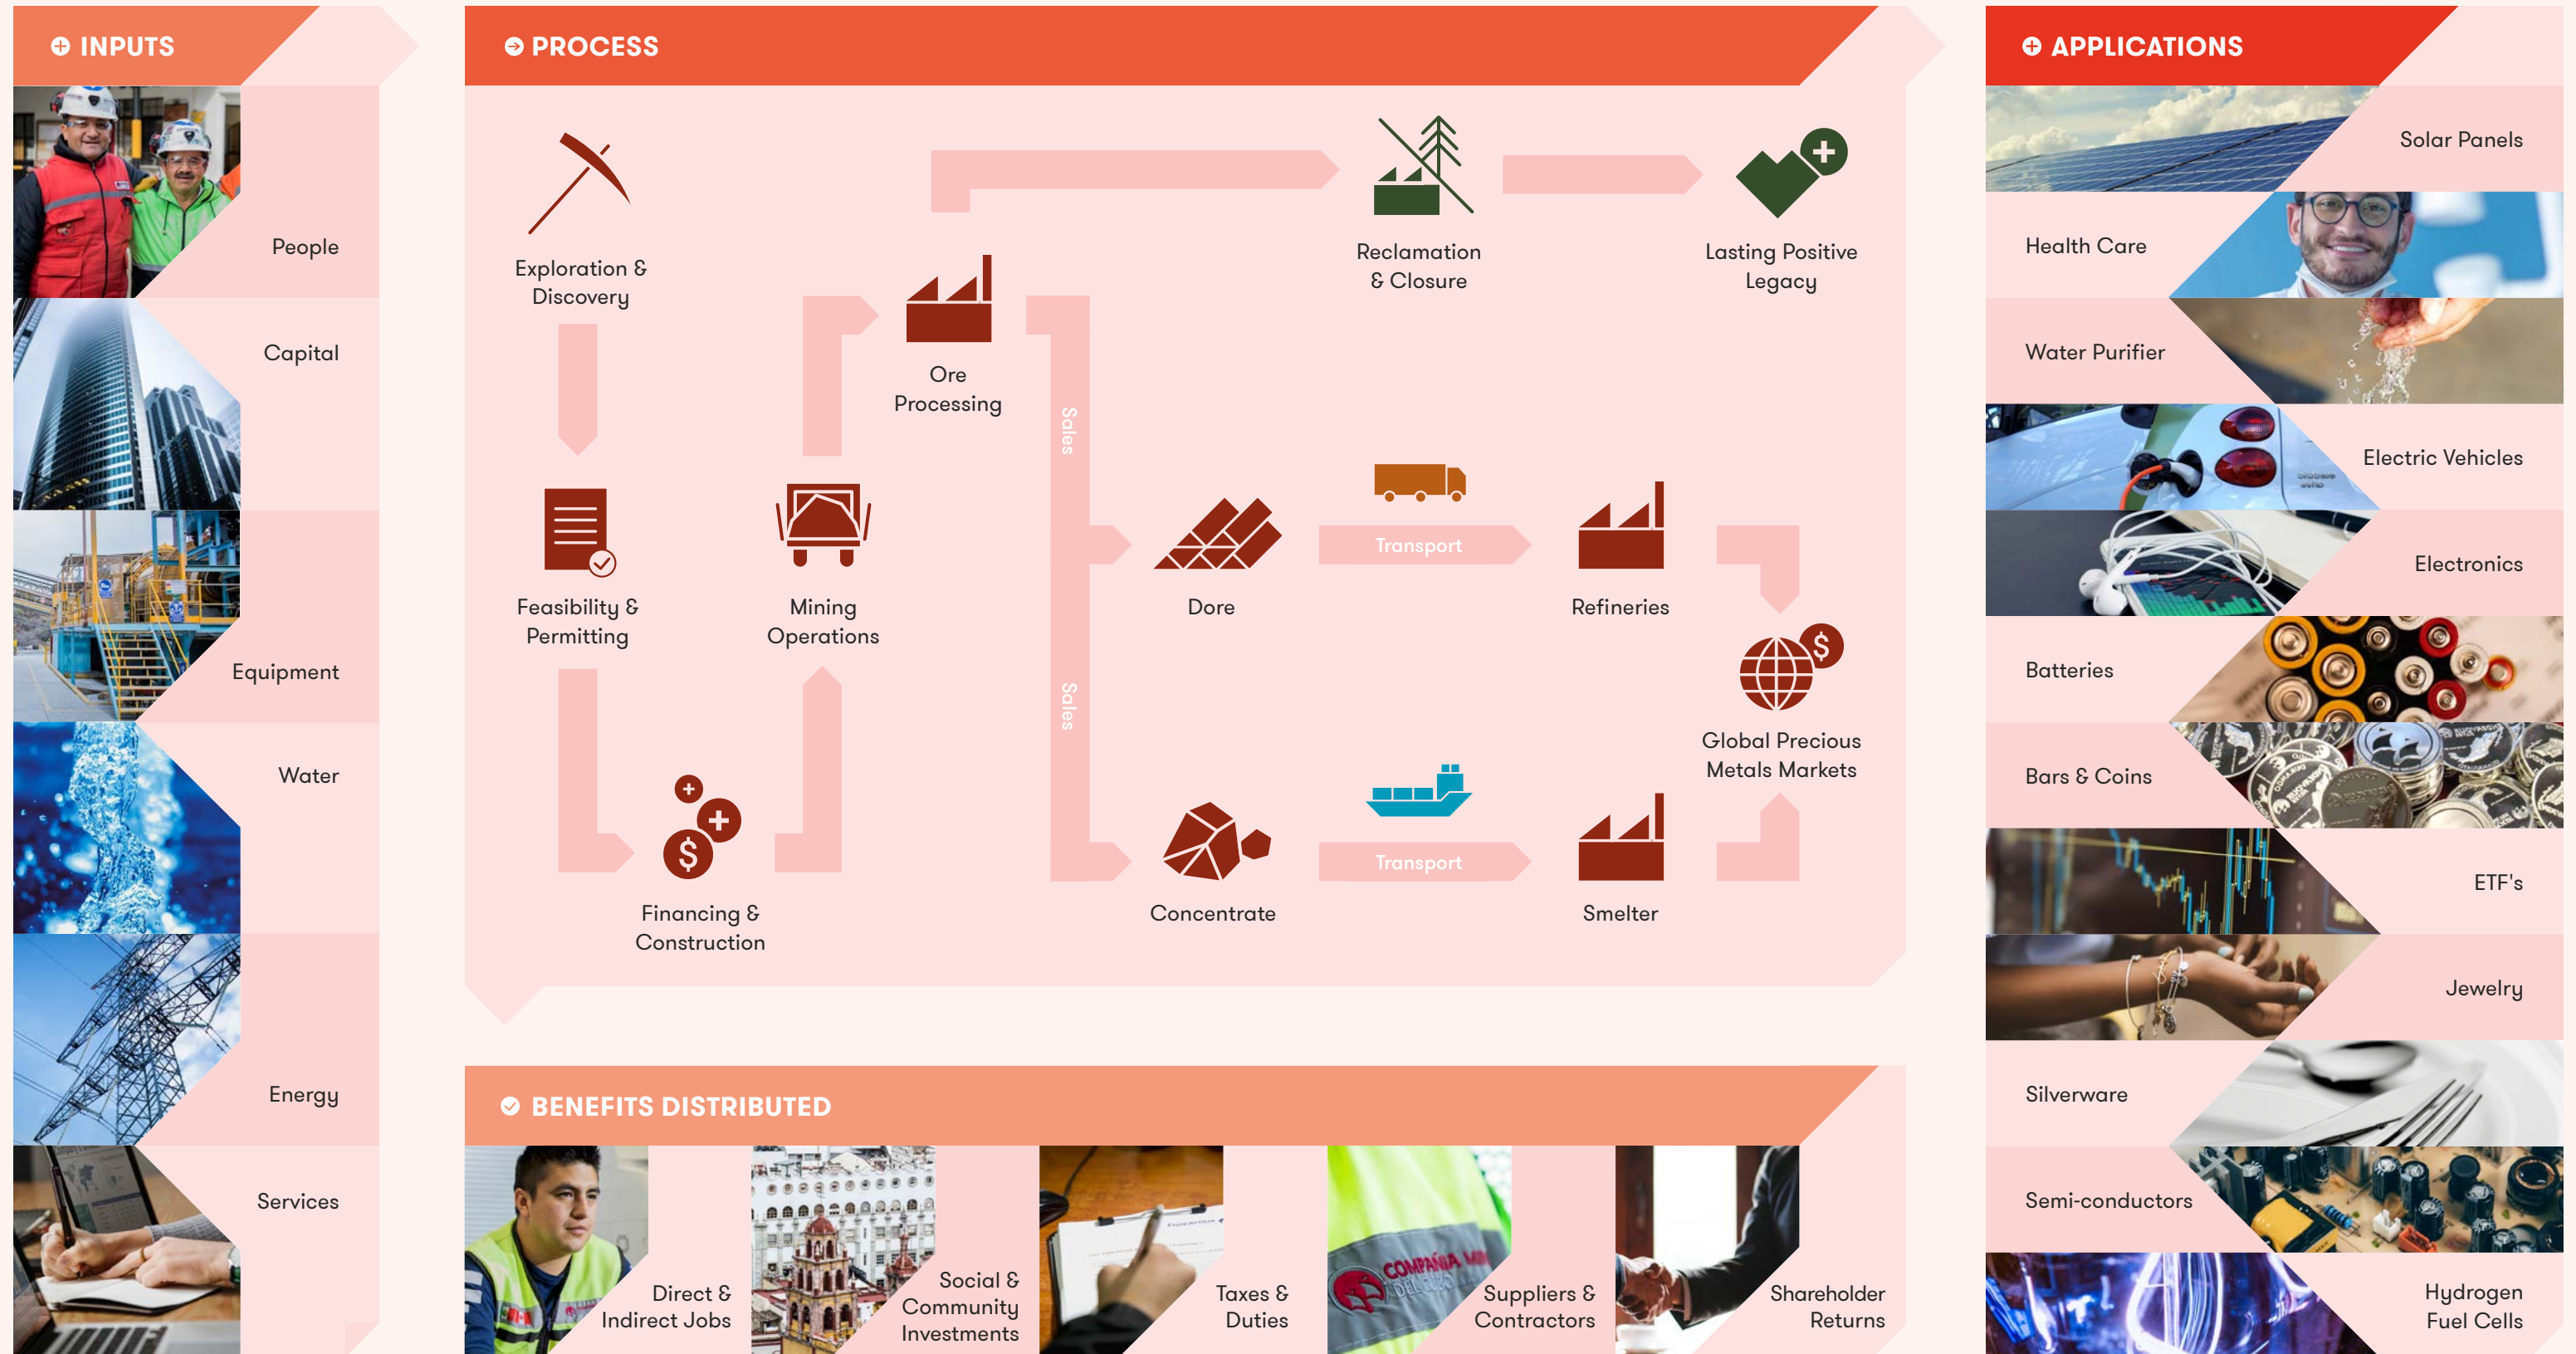 INPUTS
People
Capital
Equipment
Water
Energy
Services
PROCESS
Exploration &
Discovery
Feasibility &
Permitting
Financing &
Construction
Mining
Operations
Ore
Processing
Reclamation
& Closure
Lasting Positive
Legacy
Sales
Sales
Dore
Transport
Refineries
Concentrate
Transport
Smelter
$
$
Global Precious
Metals Markets
BENEFITS DISTRIBUTED
Direct &
Indirect Jobs
Social &
Community
Investments
Taxes &
Duties
COMPAÑIA
Suppliers &
Contractors
Shareholder
Returns
APPLICATIONS
Solar Panels
Health Care
Water Purifier
Electric Vehicles
Electronics
Batteries
Bars & Coins
ETF's
Jewelry
Silverware
Semi-conductors
Hydrogen
Fuel Cells